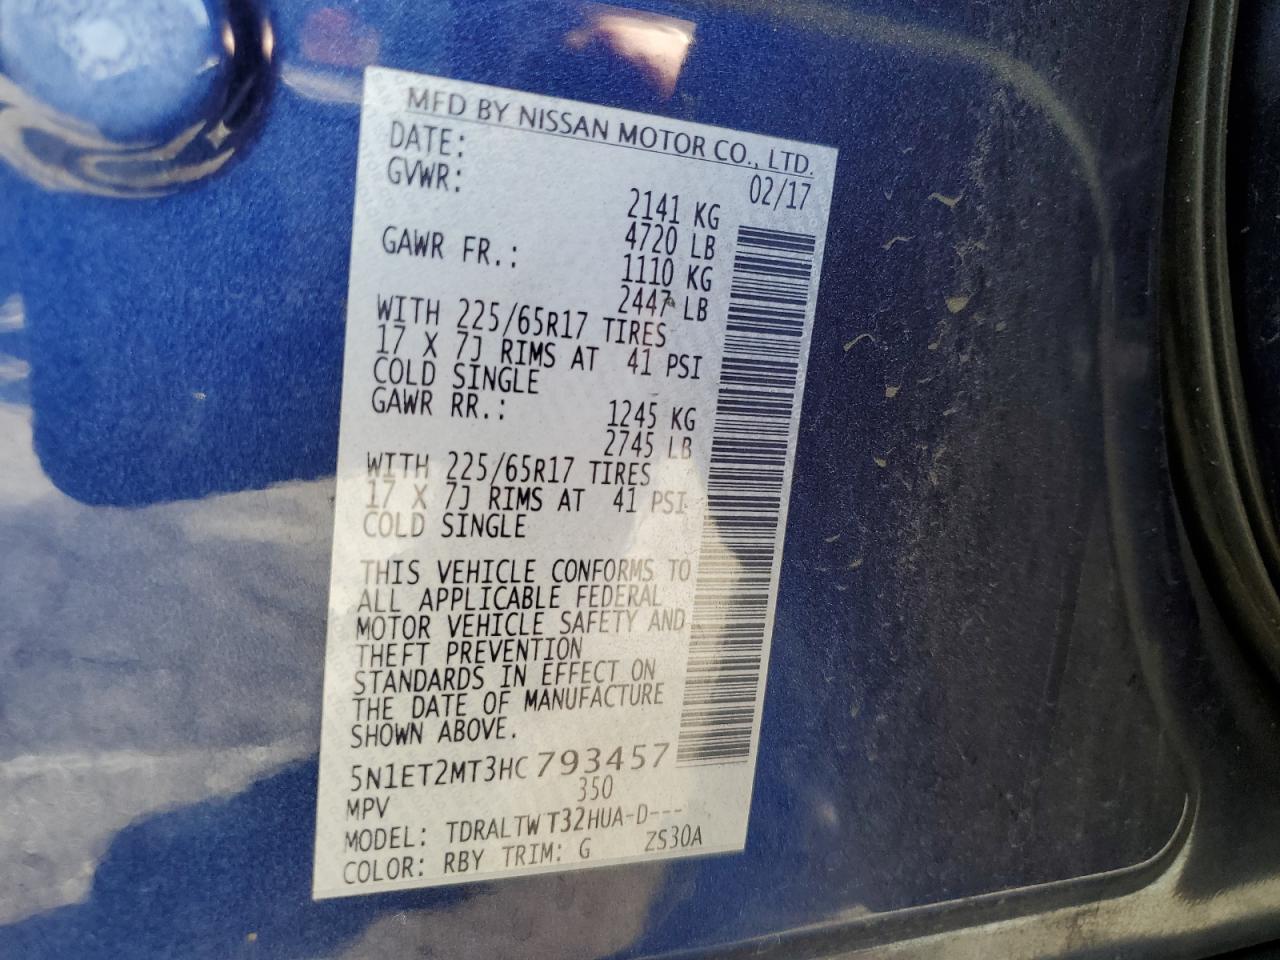 MFD BY NISSAN MOTOR CO., LTD.
DATE: 02/17
GVWR: 2141 KG
4720 LB
GAWR FR.: 1110 KG
2447 LB
WITH 225/65R17 TIRES
17 X 7J RIMS AT 41 PSI
COLD SINGLE
GAWR RR.: 1245 KG
2745 LB
WITH 225/65R17 TIRES
17 X 7J RIMS AT 41 PSI
COLD SINGLE
THIS VEHICLE CONFORMS TO
ALL APPLICABLE FEDERAL
MOTOR VEHICLE SAFETY AND
THEFT PREVENTION
STANDARDS IN EFFECT ON
THE DATE OF MANUFACTURE
SHOWN ABOVE.
5N1ET2MT3HC793457
MPV 350
MODEL: TDRALTWT32HUA-D---
COLOR: RBY TRIM: G ZS30A